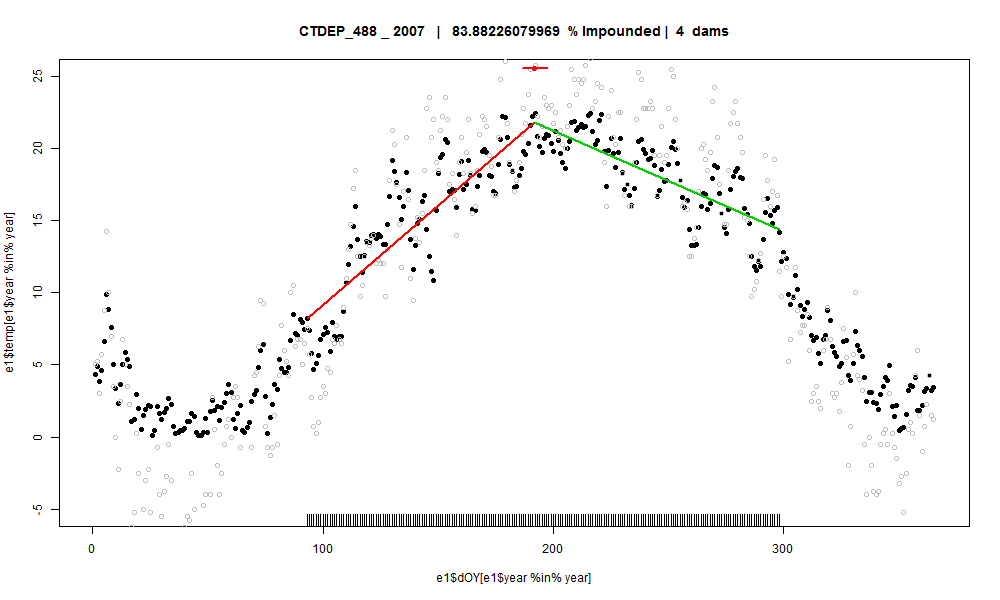 CTDEP_488 _ 2007 | 83.88226079969 % Impounded | 4 dams
e1$temp[e1$year %in% year]
25
20
15
10
5
0
-5
0 100 200 300
e1$dOY[e1$year %in% year]